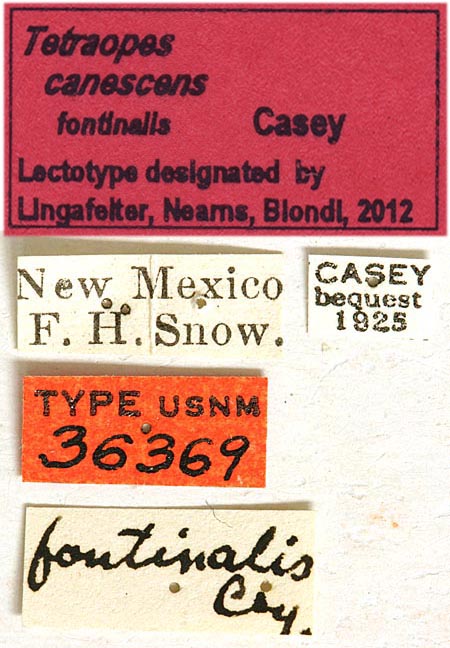 Tetraopes
canescens
fontinalis Casey
Lectotype designated by
Lingafelter, Nearns, Biondi, 2012
New Mexico
F. H. Snow.
CASEY
bequest
1925
TYPE USNM
36369
fontinalis
Csy.